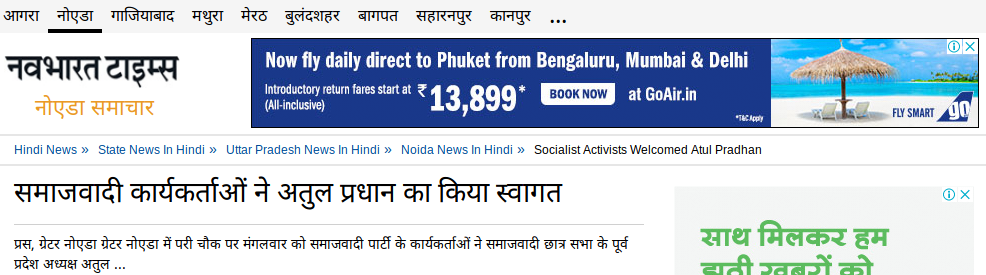 आगरा नोएडा गाजियाबाद मथुरा मेरठ बुलंदशहर बागपत सहारनपुर कानपुर ...
नवभारत टाइम्स
नोएडा समाचार
Now fly daily direct to Phuket from Bengaluru, Mumbai & Delhi
Introductory return fares start at
(All-inclusive)
₹13,899*
BOOK NOW
at GoAir.in
*T&C Apply
FLY SMART go
Hindi News » State News In Hindi » Uttar Pradesh News In Hindi » Noida News In Hindi » Socialist Activists Welcomed Atul Pradhan
समाजवादी कार्यकर्ताओं ने अतुल प्रधान का किया स्वागत
प्रस, ग्रेटर नोएडा ग्रेटर नोएडा में परी चौक पर मंगलवार को समाजवादी पार्टी के कार्यकर्ताओं ने समाजवादी छात्र सभा के पूर्व
प्रदेश अध्यक्ष अतुल ...
साथ मिलकर हम
झूठी खबरों को